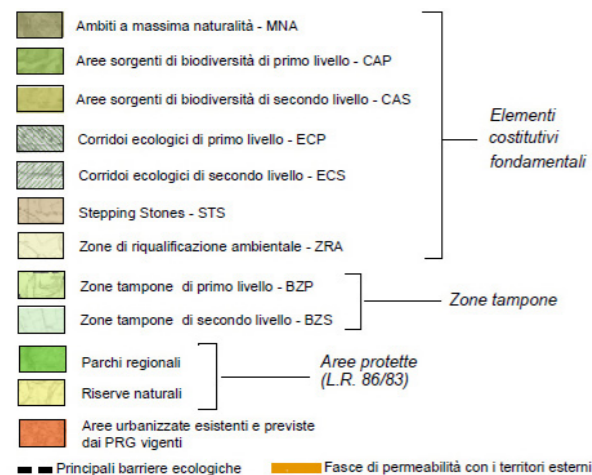 Ambiti a massima naturalità - MNA
Aree sorgenti di biodiversità di primo livello - CAP
Aree sorgenti di biodiversità di secondo livello - CAS
Corridoi ecologici di primo livello - ECP
Corridoi ecologici di secondo livello - ECS
Stepping Stones - STS
Zone di riqualificazione ambientale - ZRA
Elementi
costitutivi
fondamentali
Zone tampone di primo livello - BZP
Zone tampone di secondo livello - BZS
Zone tampone
Parchi regionali
Riserve naturali
Aree protette
(L.R. 86/83)
Aree urbanizzate esistenti e previste
dai PRG vigenti
Principali barriere ecologiche
Fasce di permeabilità con i territori esterni